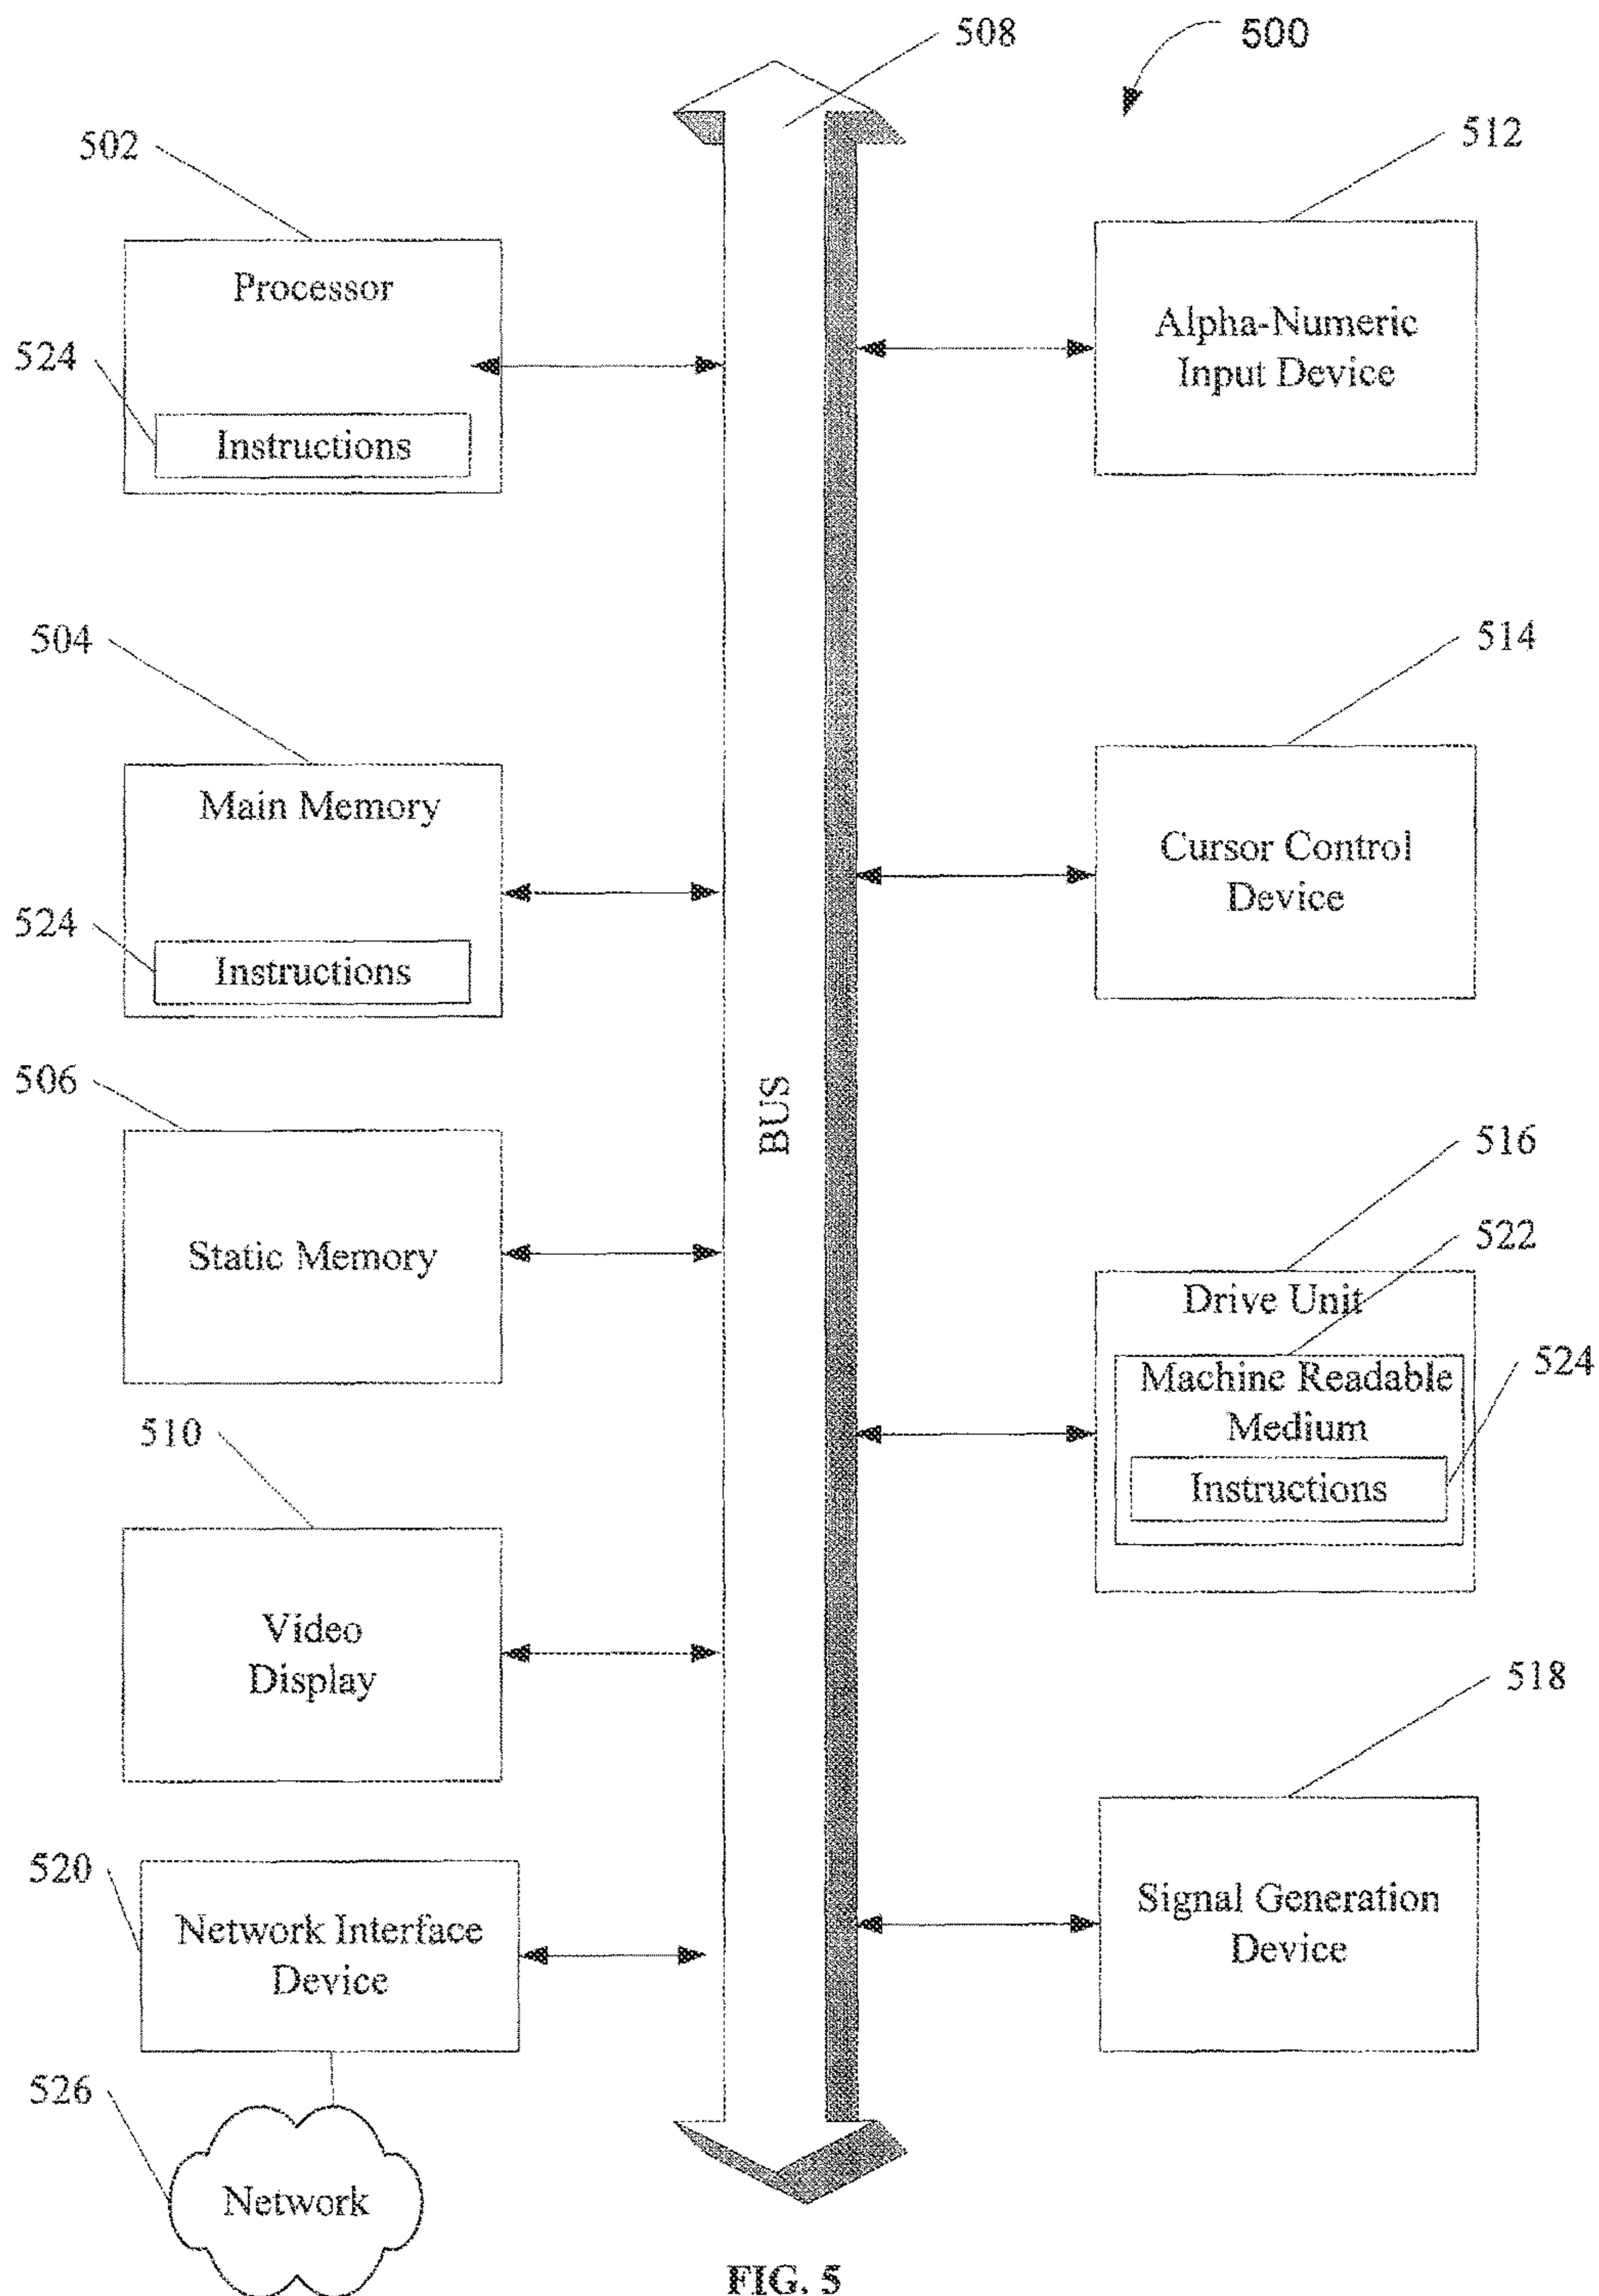 508
500
502
512
Processor
524
Alpha-Numeric
Input Device
Instructions
504
514
Main Memory
Cursor Control
Device
524
Instructions
506
BUS
516
522
Static Memory
Drive Unit
524
Machine Readable
Medium
510
Instructions
Video
Display
518
520
Network Interface
Device
Signal Generation
Device
526
Network
FIG. 5